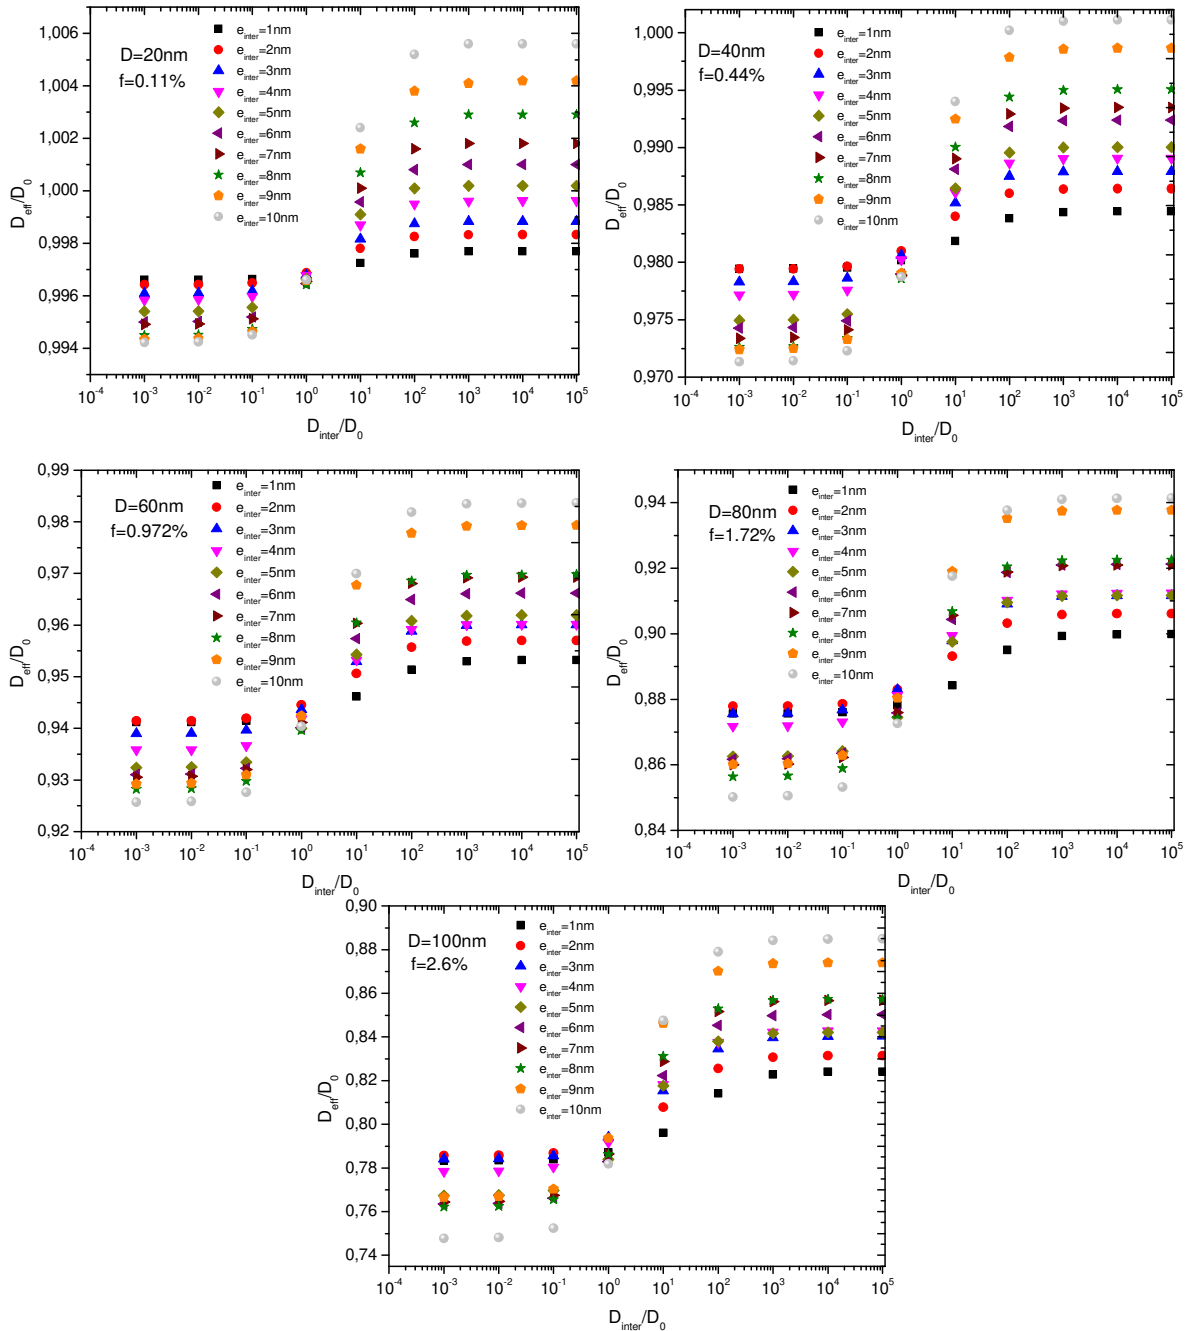 D=20nm
f=0.11%
e_inter=1nm
e_inter=2nm
e_inter=3nm
e_inter=4nm
e_inter=5nm
e_inter=6nm
e_inter=7nm
e_inter=8nm
e_inter=9nm
e_inter=10nm
1,006
1,004
1,002
1,000
0,998
0,996
0,994
D_eff/D_0
10^-4 10^-3 10^-2 10^-1 10^0 10^1 10^2 10^3 10^4 10^5
D_inter/D_0
D=40nm
f=0.44%
e_inter=1nm
e_inter=2nm
e_inter=3nm
e_inter=4nm
e_inter=5nm
e_inter=6nm
e_inter=7nm
e_inter=8nm
e_inter=9nm
e_inter=10nm
1,000
0,995
0,990
0,985
0,980
0,975
0,970
D_eff/D_0
10^-4 10^-3 10^-2 10^-1 10^0 10^1 10^2 10^3 10^4 10^5
D_inter/D_0
D=60nm
f=0.972%
e_inter=1nm
e_inter=2nm
e_inter=3nm
e_inter=4nm
e_inter=5nm
e_inter=6nm
e_inter=7nm
e_inter=8nm
e_inter=9nm
e_inter=10nm
0,99
0,98
0,97
0,96
0,95
0,94
0,93
0,92
D_eff/D_0
10^-4 10^-3 10^-2 10^-1 10^0 10^1 10^2 10^3 10^4 10^5
D_inter/D_0
D=80nm
f=1.72%
e_inter=1nm
e_inter=2nm
e_inter=3nm
e_inter=4nm
e_inter=5nm
e_inter=6nm
e_inter=7nm
e_inter=8nm
e_inter=9nm
e_inter=10nm
0,94
0,92
0,90
0,88
0,86
0,84
D_eff/D_0
10^-4 10^-3 10^-2 10^-1 10^0 10^1 10^2 10^3 10^4 10^5
D_inter/D_0
D=100nm
f=2.6%
e_inter=1nm
e_inter=2nm
e_inter=3nm
e_inter=4nm
e_inter=5nm
e_inter=6nm
e_inter=7nm
e_inter=8nm
e_inter=9nm
e_inter=10nm
0,90
0,88
0,86
0,84
0,82
0,80
0,78
0,76
0,74
D_eff/D_0
10^-4 10^-3 10^-2 10^-1 10^0 10^1 10^2 10^3 10^4 10^5
D_inter/D_0